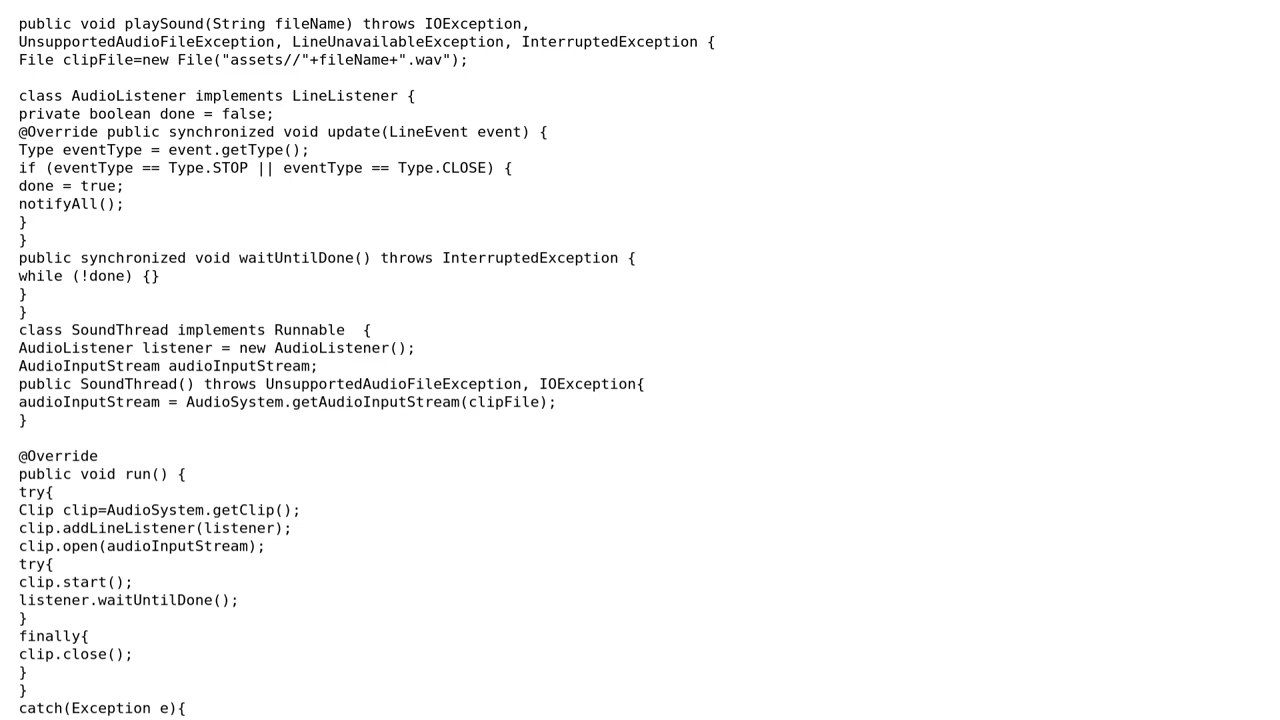 public void playSound(String fileName) throws IOException,
UnsupportedAudioFileException, LineUnavailableException, InterruptedException {
File clipFile=new File("assets//"+fileName+".wav");

class AudioListener implements LineListener {
private boolean done = false;
@Override public synchronized void update(LineEvent event) {
Type eventType = event.getType();
if (eventType == Type.STOP || eventType == Type.CLOSE) {
done = true;
notifyAll();
}
}
public synchronized void waitUntilDone() throws InterruptedException {
while (!done) {}
}
}
class SoundThread implements Runnable  {
AudioListener listener = new AudioListener();
AudioInputStream audioInputStream;
public SoundThread() throws UnsupportedAudioFileException, IOException{
audioInputStream = AudioSystem.getAudioInputStream(clipFile);
}

@Override
public void run() {
try{
Clip clip=AudioSystem.getClip();
clip.addLineListener(listener);
clip.open(audioInputStream);
try{
clip.start();
listener.waitUntilDone();
}
finally{
clip.close();
}
}
catch(Exception e){